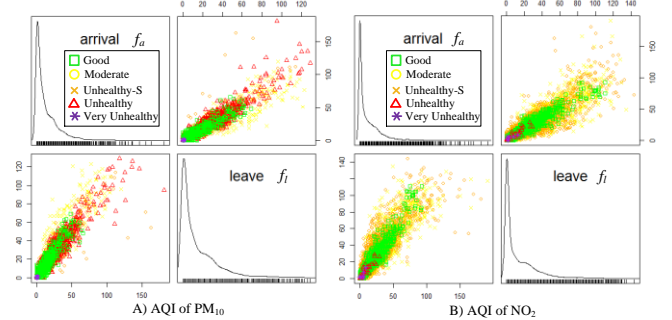 0 20 40 60 80 100 120
0 20 40 60 80 100 120 140
arrival fa
Good
Moderate
Unhealthy-S
Unhealthy
Very Unhealthy
0 50 100 150
arrival fa
Good
Moderate
Unhealthy-S
Unhealthy
Very Unhealthy
0 50 100 150
0 20 40 60 80 100 120
leave fl
0 20 40 60 80 100 120 140
leave fl
0 50 100 150
0 50 100 150
A) AQI of PM10
B) AQI of NO2